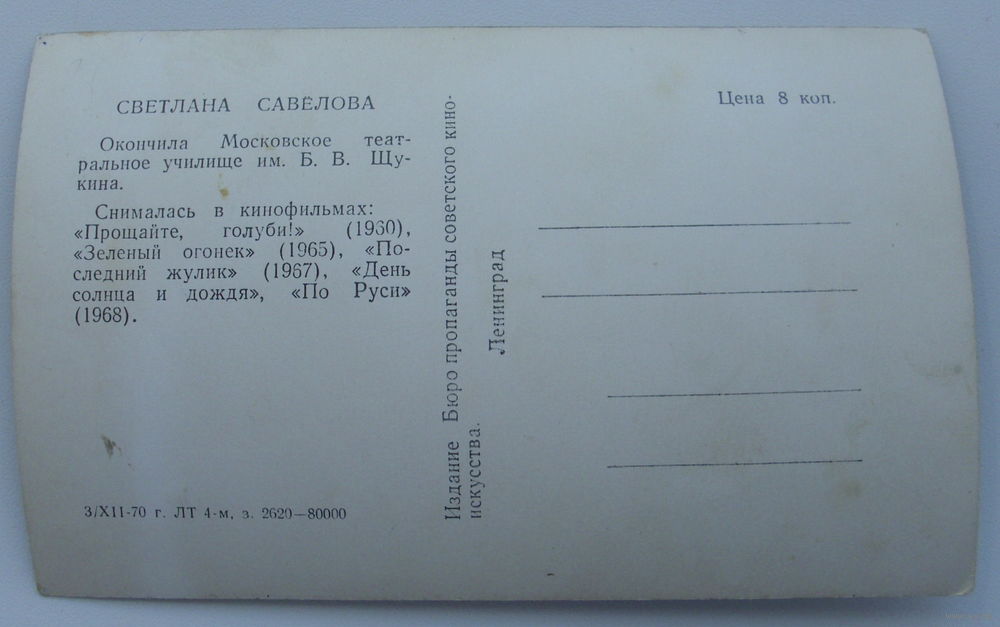 СВЕТЛАНА САВЁЛОВА
Окончила Московское теат-
ральное училище им. Б. В. Щу-
кина.
Снималась в кинофильмах:
«Прощайте, голуби!» (1960),
«Зеленый огонек» (1965), «По-
следний жулик» (1967), «День
солнца и дождя», «По Руси»
(1968).
3/XII-70 г. ЛТ 4-м, з. 2620—80000
Издание Бюро пропаганды советского кино-
искусства.
Ленинград
Цена 8 коп.